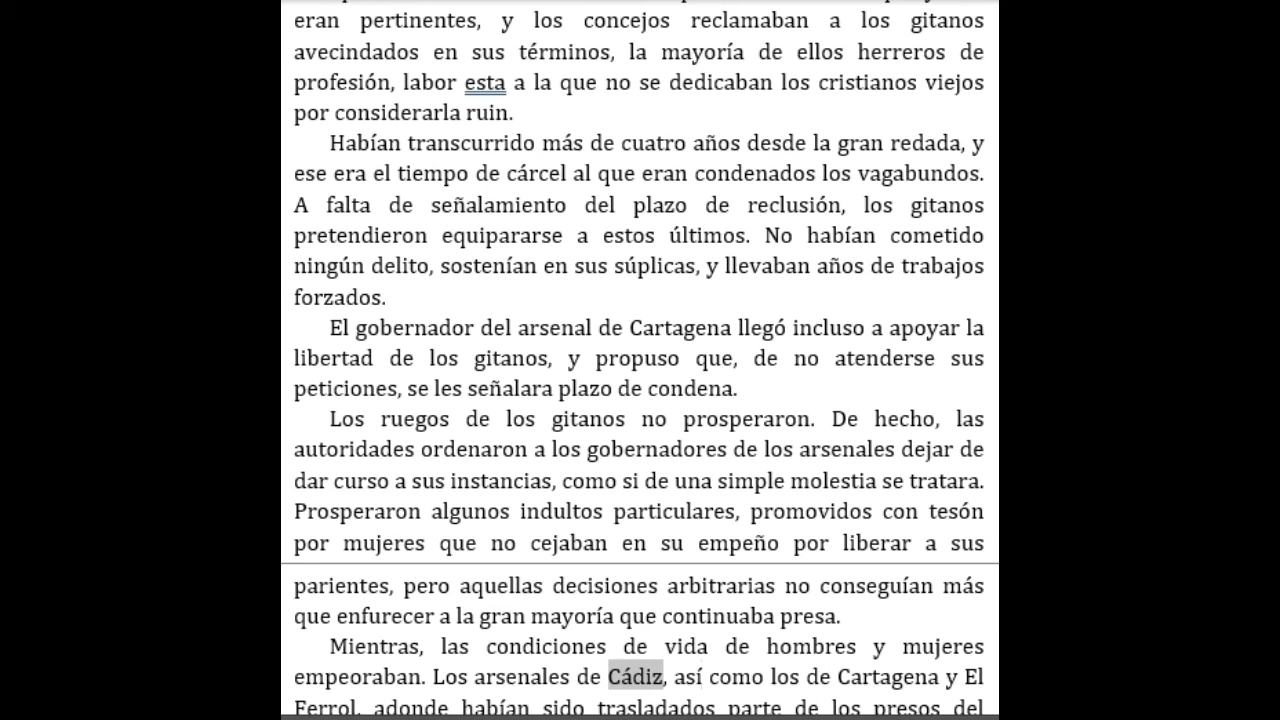 eran pertinentes, y los concejos reclamaban a los gitanos
avecindados en sus términos, la mayoría de ellos herreros de
profesión, labor esta a la que no se dedicaban los cristianos viejos
por considerarla ruin.
Habían transcurrido más de cuatro años desde la gran redada, y
ese era el tiempo de cárcel al que eran condenados los vagabundos.
A falta de señalamiento del plazo de reclusión, los gitanos
pretendieron equipararse a estos últimos. No habían cometido
ningún delito, sostenían en sus súplicas, y llevaban años de trabajos
forzados.
El gobernador del arsenal de Cartagena llegó incluso a apoyar la
libertad de los gitanos, y propuso que, de no atenderse sus
peticiones, se les señalara plazo de condena.
Los ruegos de los gitanos no prosperaron. De hecho, las
autoridades ordenaron a los gobernadores de los arsenales dejar de
dar curso a sus instancias, como si de una simple molestia se tratara.
Prosperaron algunos indultos particulares, promovidos con tesón
por mujeres que no cejaban en su empeño por liberar a sus
parientes, pero aquellas decisiones arbitrarias no conseguían más
que enfurecer a la gran mayoría que continuaba presa.
Mientras, las condiciones de vida de hombres y mujeres
empeoraban. Los arsenales de Cádiz, así como los de Cartagena y El
Ferrol, adonde habían sido trasladados parte de los presos del